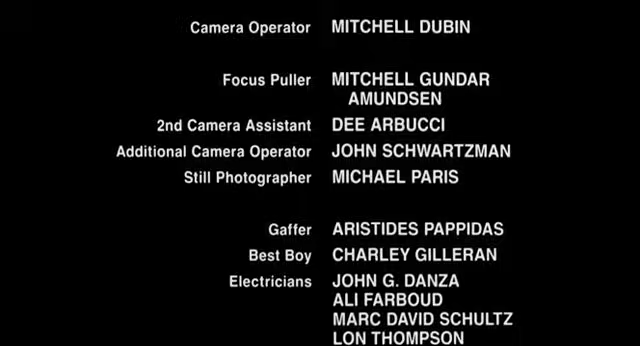 Camera Operator MITCHELL DUBIN
Focus Puller MITCHELL GUNDAR
AMUNDSEN
2nd Camera Assistant DEE ARBUCCI
Additional Camera Operator JOHN SCHWARTZMAN
Still Photographer MICHAEL PARIS
Gaffer ARISTIDES PAPPIDAS
Best Boy CHARLEY GILLERAN
Electricians JOHN G. DANZA
ALI FARBOUD
MARC DAVID SCHULTZ
LON THOMPSON